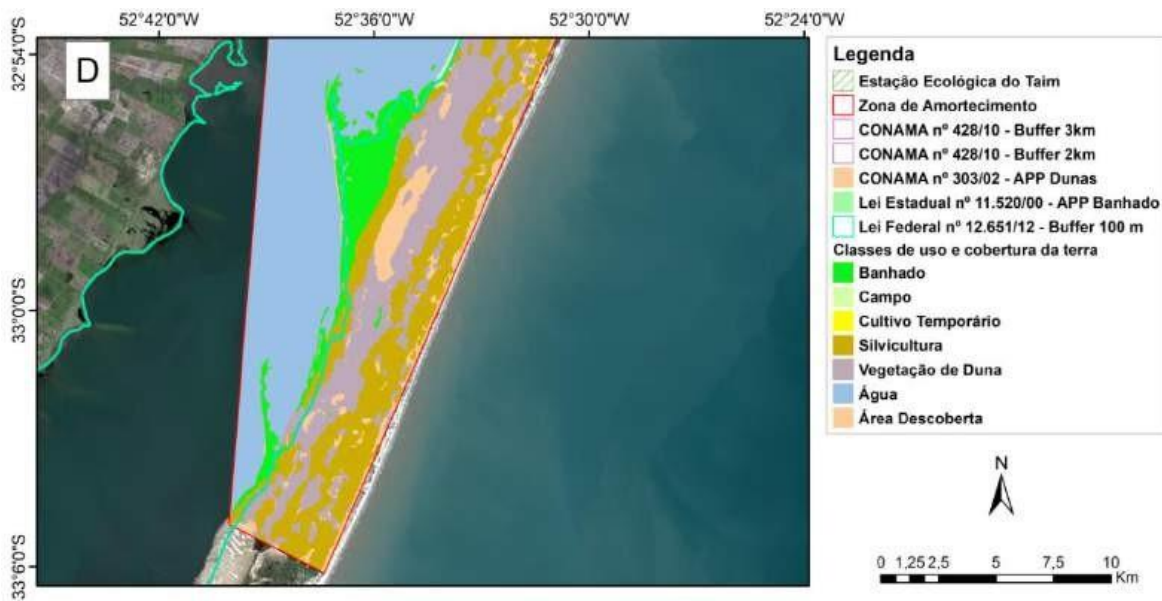 52°42'0"W 52°36'0"W 52°30'0"W 52°24'0"W
32°54'0"S
33°0'0"S
33°6'0"S
D
Legenda
Estação Ecológica do Taim
Zona de Amortecimento
CONAMA nº 428/10 - Buffer 3km
CONAMA nº 428/10 - Buffer 2km
CONAMA nº 303/02 - APP Dunas
Lei Estadual nº 11.520/00 - APP Banhado
Lei Federal nº 12.651/12 - Buffer 100 m
Classes de uso e cobertura da terra
Banhado
Campo
Cultivo Temporário
Silvicultura
Vegetação de Duna
Água
Área Descoberta
N
0 1,25 2,5 5 7,5 10
Km